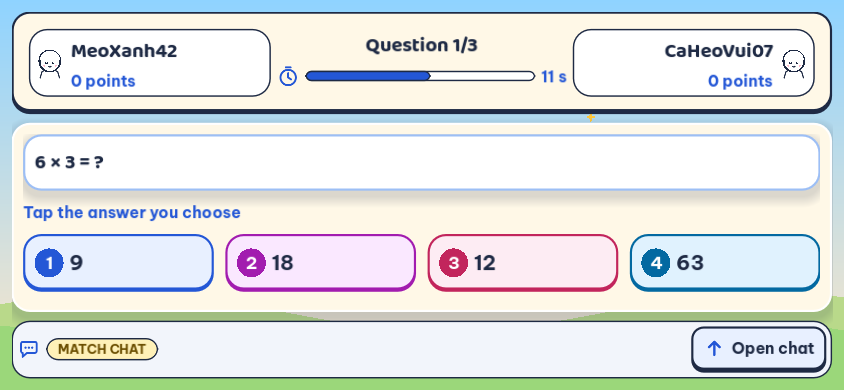 MeoXanh42
0 points
Question 1/3
11 s
CaHeoVui07
0 points
6 × 3 = ?
Tap the answer you choose
1 9
2 18
3 12
4 63
MATCH CHAT
Open chat